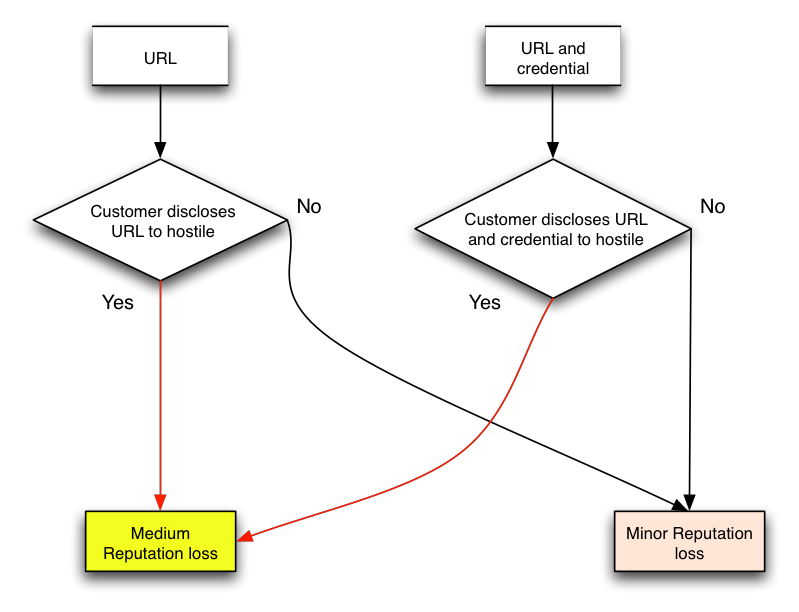 URL
URL and
credential
Customer discloses
URL to hostile
No
Customer discloses URL
and credential to hostile
No
Yes
Yes
Medium
Reputation loss
Minor Reputation
loss